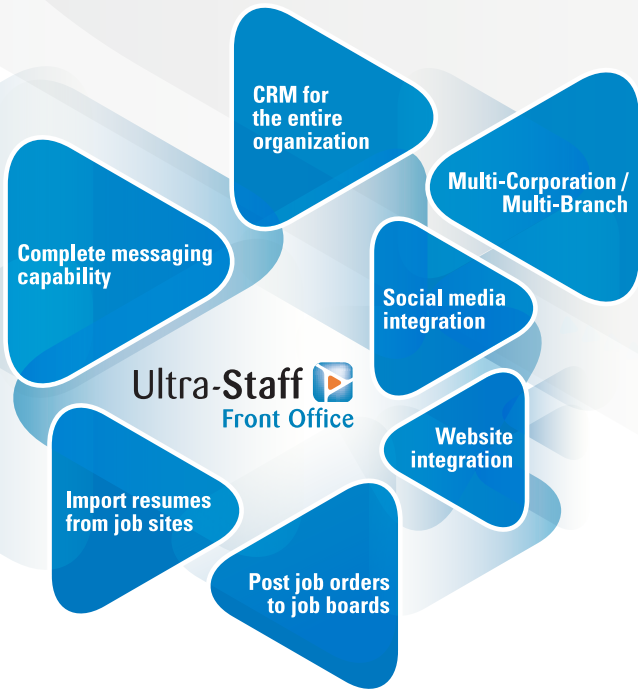 CRM for
the entire
organization
Multi-Corporation /
Multi-Branch
Complete messaging
capability
Social media
integration
Ultra-Staff
Front Office
Website
integration
Import resumes
from job sites
Post job orders
to job boards